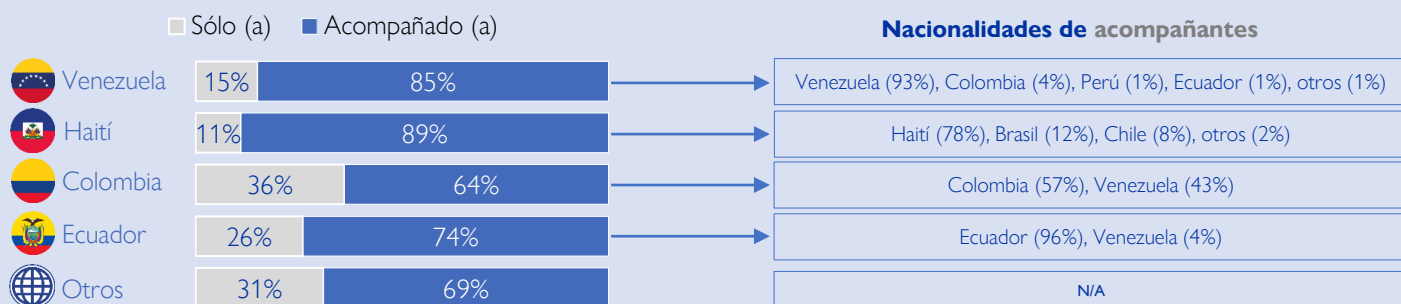 Sólo (a) Acompañado (a) Nacionalidades de acompañantes
Venezuela 15% 85% Venezuela (93%), Colombia (4%), Perú (1%), Ecuador (1%), otros (1%)
Haití 11% 89% Haití (78%), Brasil (12%), Chile (8%), otros (2%)
Colombia 36% 64% Colombia (57%), Venezuela (43%)
Ecuador 26% 74% Ecuador (96%), Venezuela (4%)
Otros 31% 69% N/A